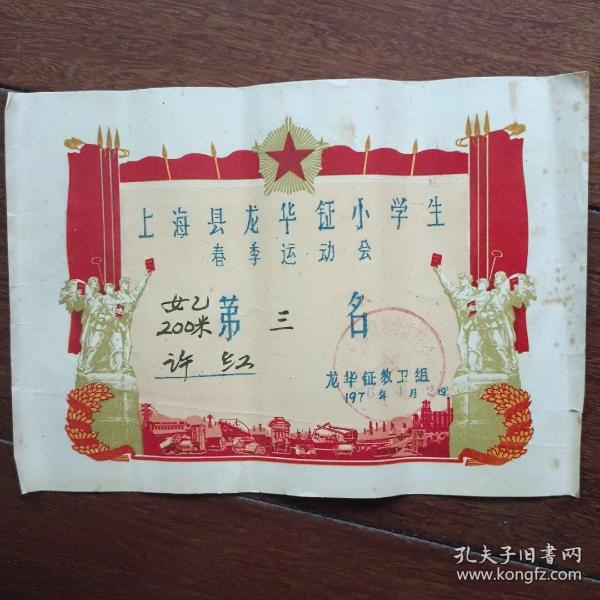 上海县龙华钲小学生
春季运动会
女乙
200米 第三名
许红
龙华钲教卫组
197 年 月 日
孔夫子旧书网
www.kongfz.com